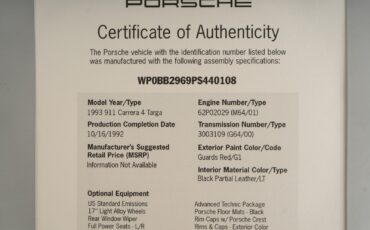 PORSCHE
Certificate of Authenticity
The Porsche vehicle with the identification number listed below
was manufactured with the following assembly specifications:
WP0BB2969PS440108
Model Year/Type
1993 911 Carrera 4 Targa
Production Completion Date
10/16/1992
Manufacturer's Suggested
Retail Price (MSRP)
Information Not Available
Engine Number/Type
62P02029 (M64/01)
Transmission Number/Type
3003109 (G64/00)
Exterior Paint Color/Code
Guards Red/G1
Interior Material Color/Type
Black Partial Leather/LT
Optional Equipment
US Standard Emissions
17" Light Alloy Wheels
Rear Window Wiper
Full Power Seats - L/R
Advanced Technic Package
Porsche Floor Mats - Black
Rim Caps w/ Porsche Crest
Rims & Caps - Exterior Color